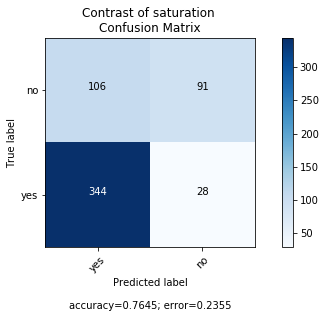 Contrast of saturation
Confusion Matrix
no
106
91
yes
344
28
True label
yes
no
Predicted label
accuracy=0.7645; error=0.2355
300
250
200
150
100
50